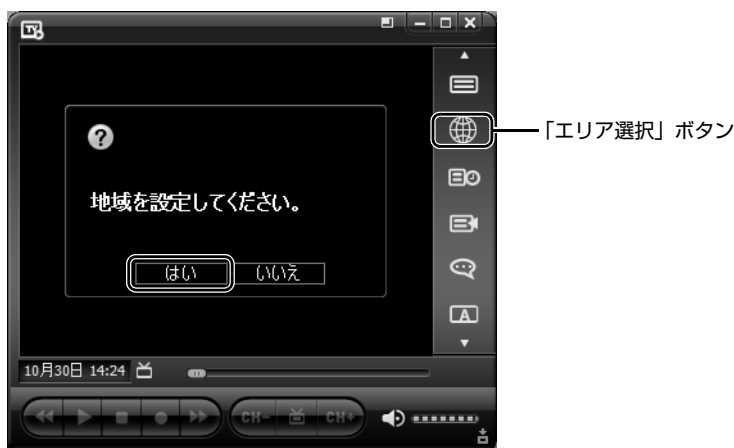 TV
地域を設定してください。
はい
いいえ
「エリア選択」ボタン
A
10月30日 14:24
CH-
CH+